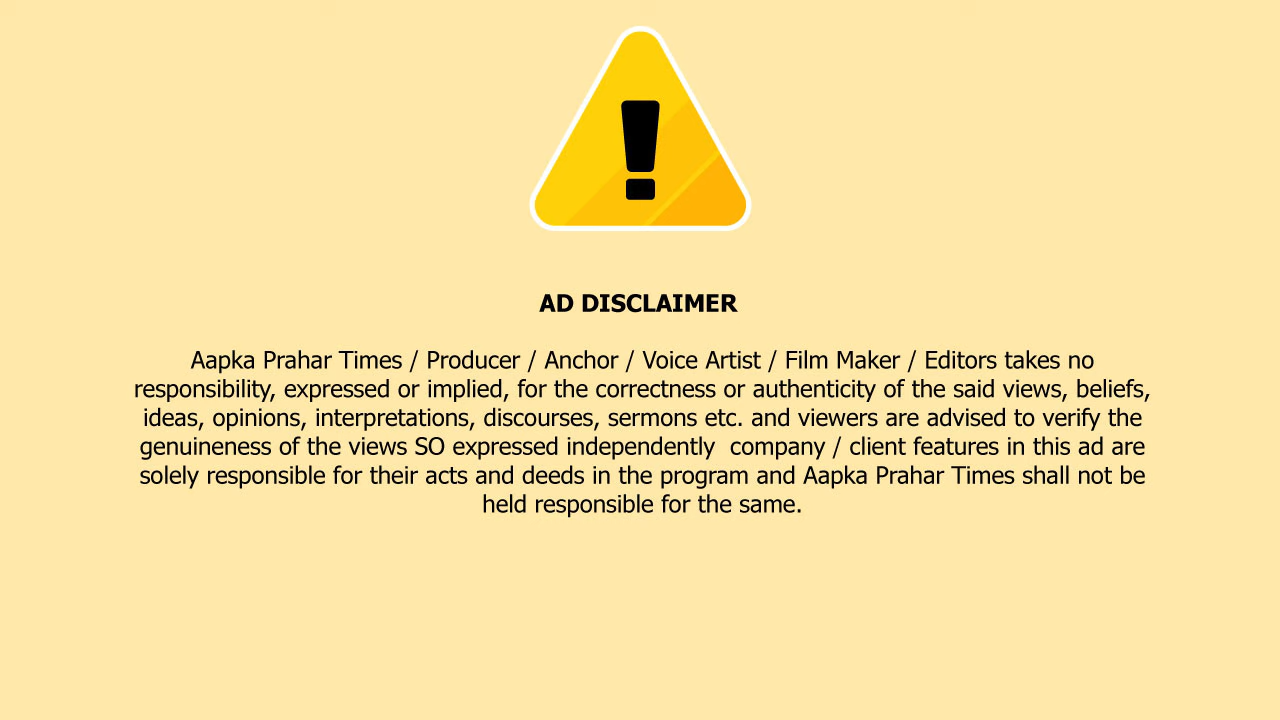 AD DISCLAIMER
Aapka Prahar Times / Producer / Anchor / Voice Artist / Film Maker / Editors takes no
responsibility, expressed or implied, for the correctness or authenticity of the said views, beliefs,
ideas, opinions, interpretations, discourses, sermons etc. and viewers are advised to verify the
genuineness of the views SO expressed independently  company / client features in this ad are
solely responsible for their acts and deeds in the program and Aapka Prahar Times shall not be
held responsible for the same.